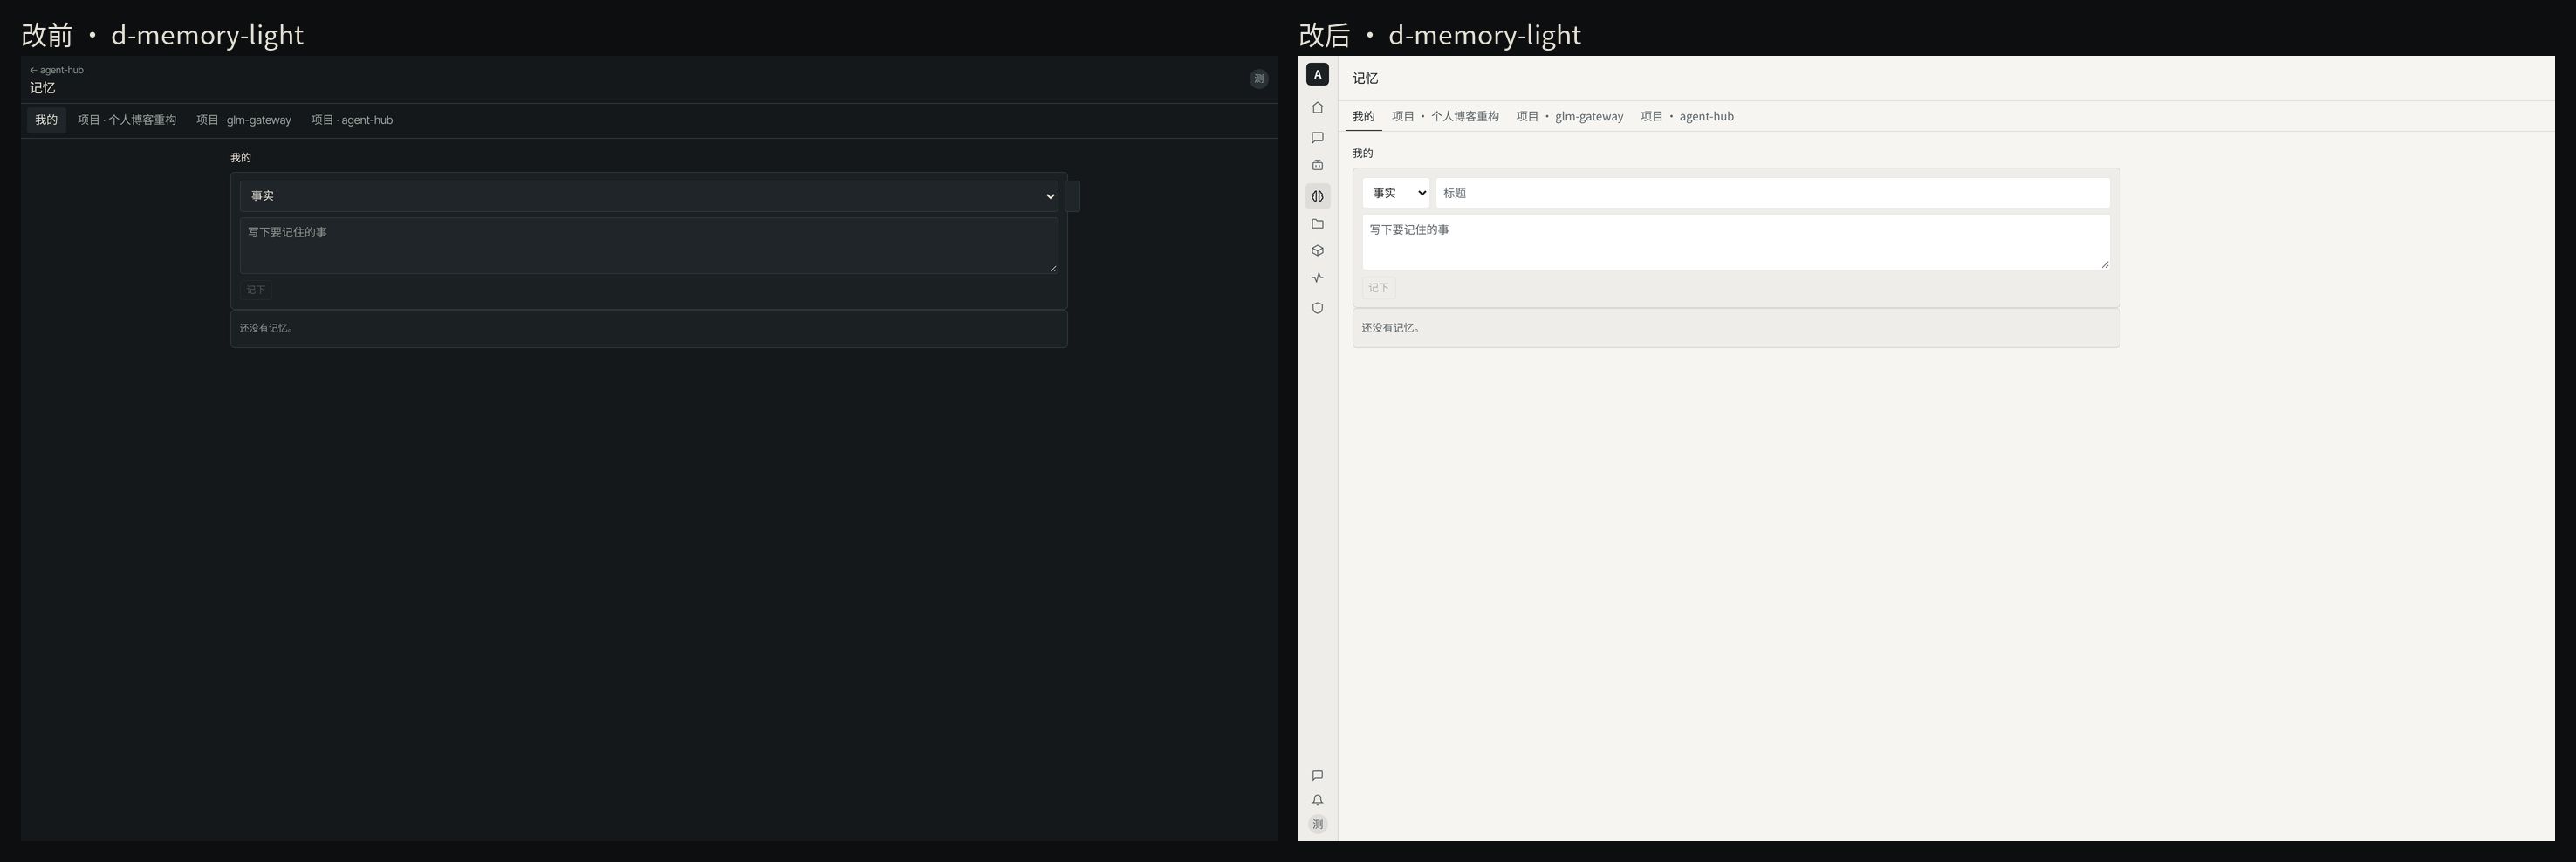 改前 · d-memory-light
← agent-hub
记忆
测
我的
项目 · 个人博客重构
项目 · glm-gateway
项目 · agent-hub
我的
事实
写下要记住的事
记下
还没有记忆。
改后 · d-memory-light
A
记忆
我的
项目 · 个人博客重构
项目 · glm-gateway
项目 · agent-hub
我的
事实
标题
写下要记住的事
记下
还没有记忆。
测